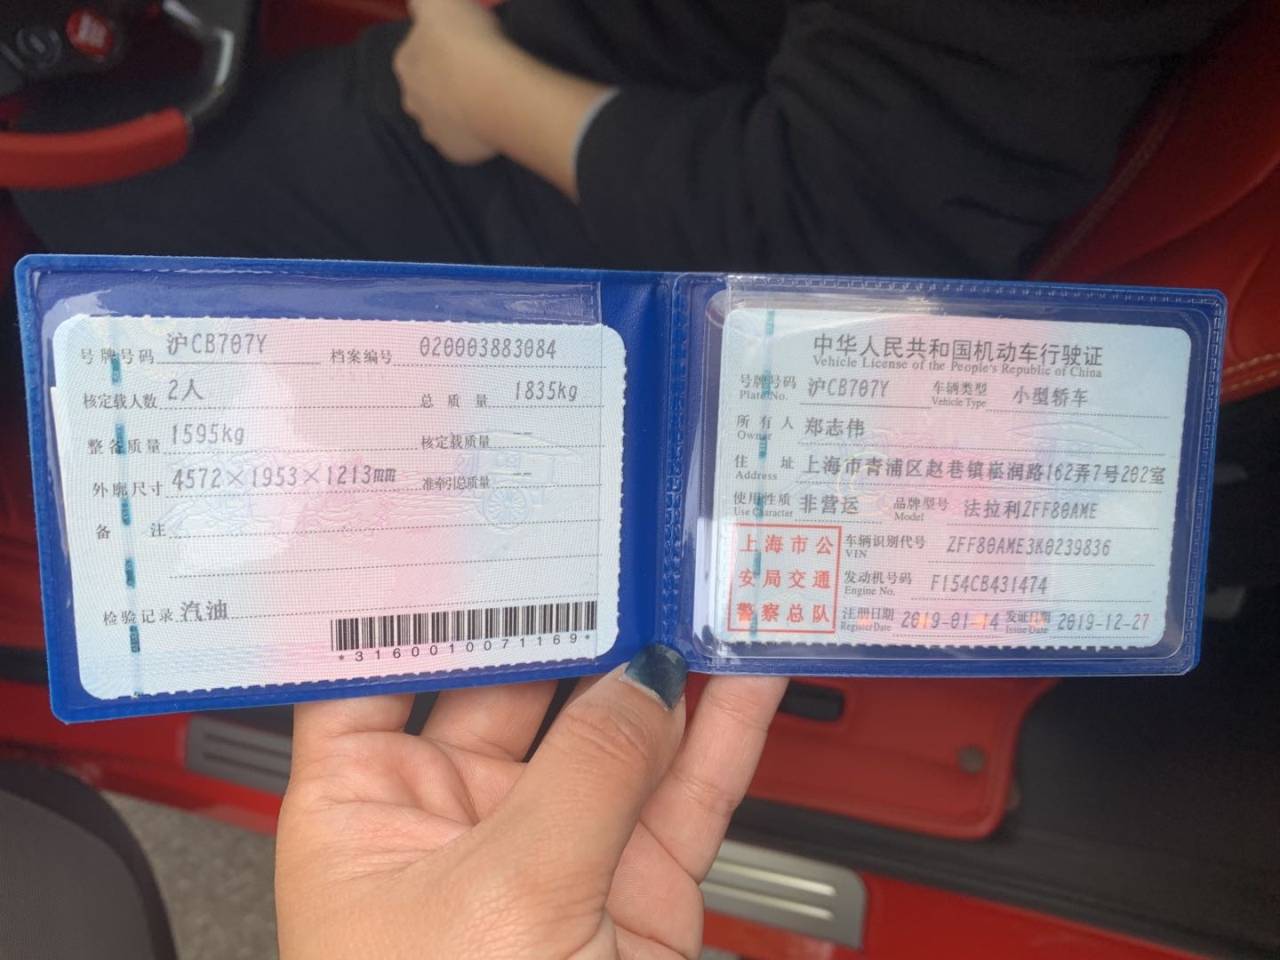 号牌号码 沪CB707Y 档案编号 020003883084
核定载人数 2人 总质量 1835kg
整备质量 1595kg 核定载质量 --
外廓尺寸 4572×1953×1213mm 准牵引总质量 --
备注
检验记录 汽油
*3160010071169*
中华人民共和国机动车行驶证
Vehicle License of the People's Republic of China
号牌号码 沪CB707Y 车辆类型 小型轿车
Plate No. Vehicle Type
所有人 郑志伟
Owner
住址 上海市青浦区赵巷镇崧润路162弄7号202室
Address
使用性质 非营运 品牌型号 法拉利ZFF80AME
Use Character Model
上海市公
安局交通
警察总队
车辆识别代号 ZFF80AME3K0239836
VIN
发动机号码 F154CB431474
Engine No.
注册日期 2019-01-14 发证日期 2019-12-27
Register Date Issue Date